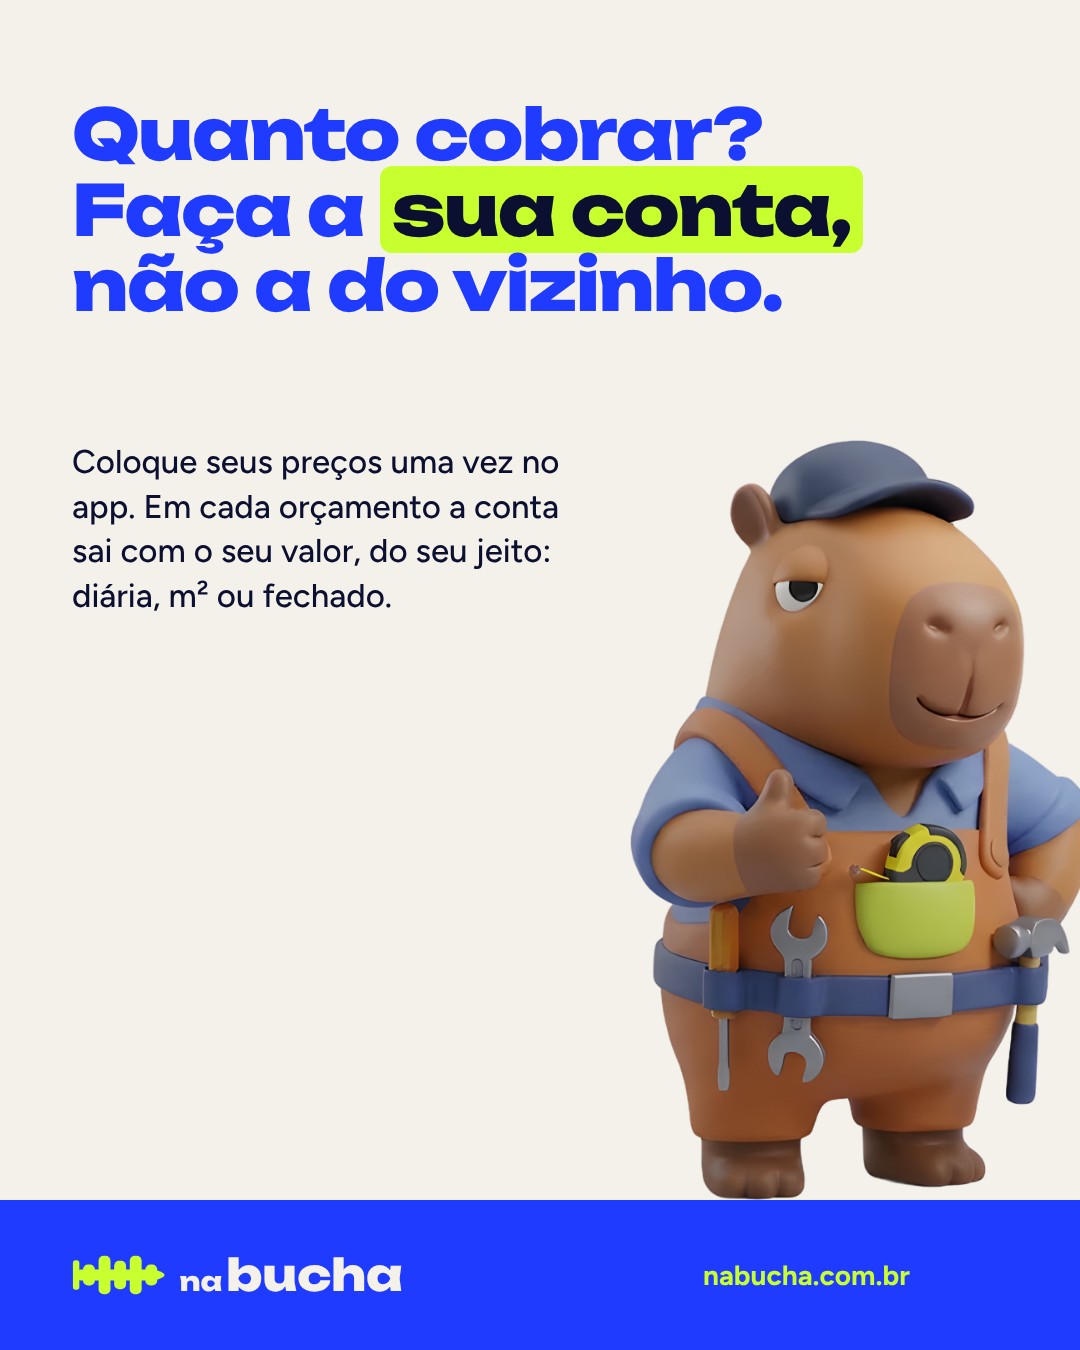 Quanto cobrar?
Faça a sua conta,
não a do vizinho.
Coloque seus preços uma vez no
app. Em cada orçamento a conta
sai com o seu valor, do seu jeito:
diária, m² ou fechado.
na bucha
nabucha.com.br